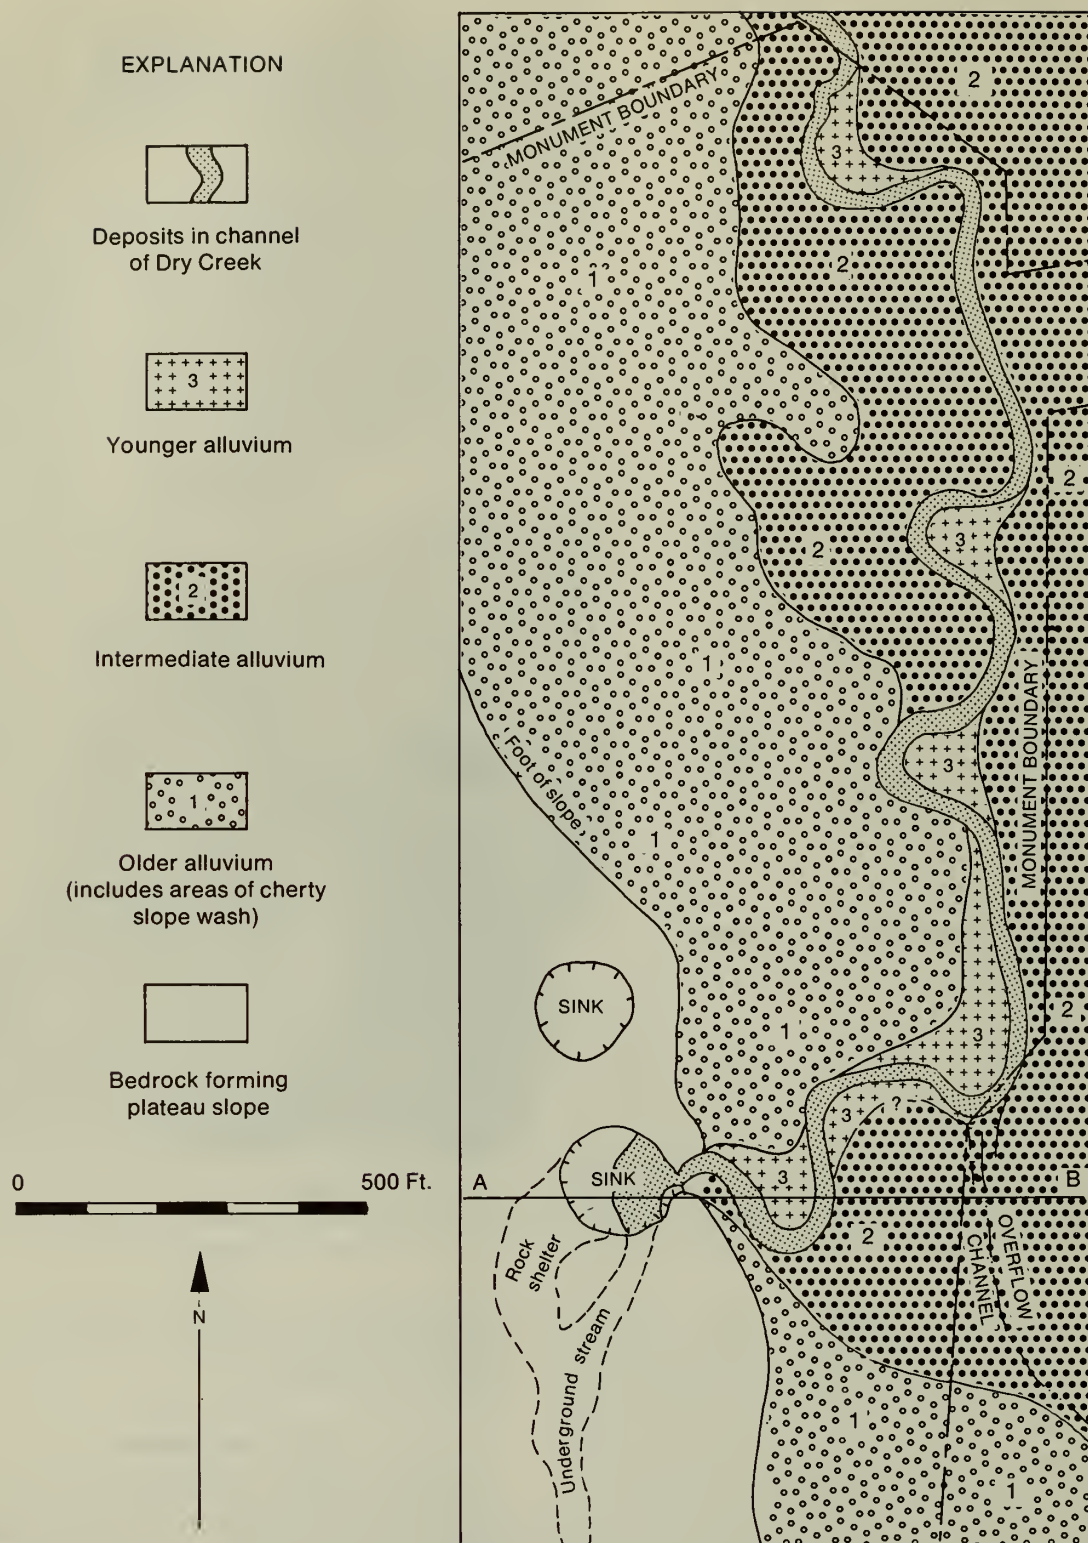 EXPLANATION
Deposits in channel
of Dry Creek
3
Younger alluvium
2
Intermediate alluvium
1
Older alluvium
(includes areas of cherty
slope wash)
Bedrock forming
plateau slope
0 500 Ft.
N
MONUMENT BOUNDARY
2
3
2
1
2
3
2
1
MONUMENT BOUNDARY
3
Foot of slope
1
2
SINK
1
3
?
3
A
SINK
3
B
2
Rock
shelter
OVERFLOW
CHANNEL
Underground stream
1
1